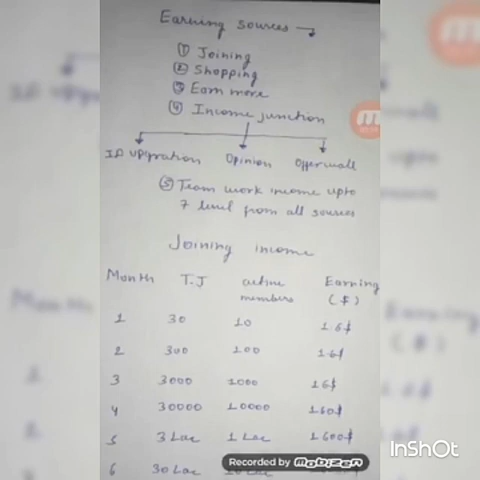 Earning sources →
① Joining
② Shopping
③ Earn more
④ Income junction
ID upgration Opinion Offerwall
⑤ Team work income upto
7 level from all sources
Joining income
Month T.J active members Earning ($)
1 30 10 1.6$
2 300 100 16$
3 3000 1000 16$
4 30000 10000 160$
5 3 Lac 1 Lac 1600$
6 30 Lac
Recorded by mobizen
InShOt